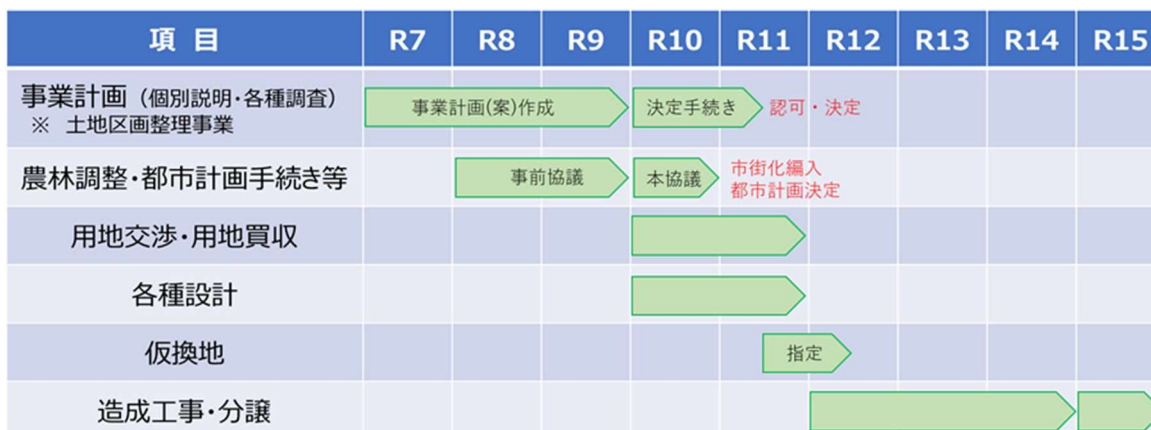 項 目 R7 R8 R9 R10 R11 R12 R13 R14 R15
事業計画（個別説明・各種調査）
※ 土地区画整理事業
事業計画(案)作成
決定手続き
認可・決定
農林調整・都市計画手続き等
事前協議
本協議
市街化編入
都市計画決定
用地交渉・用地買収
各種設計
仮換地
指定
造成工事・分譲